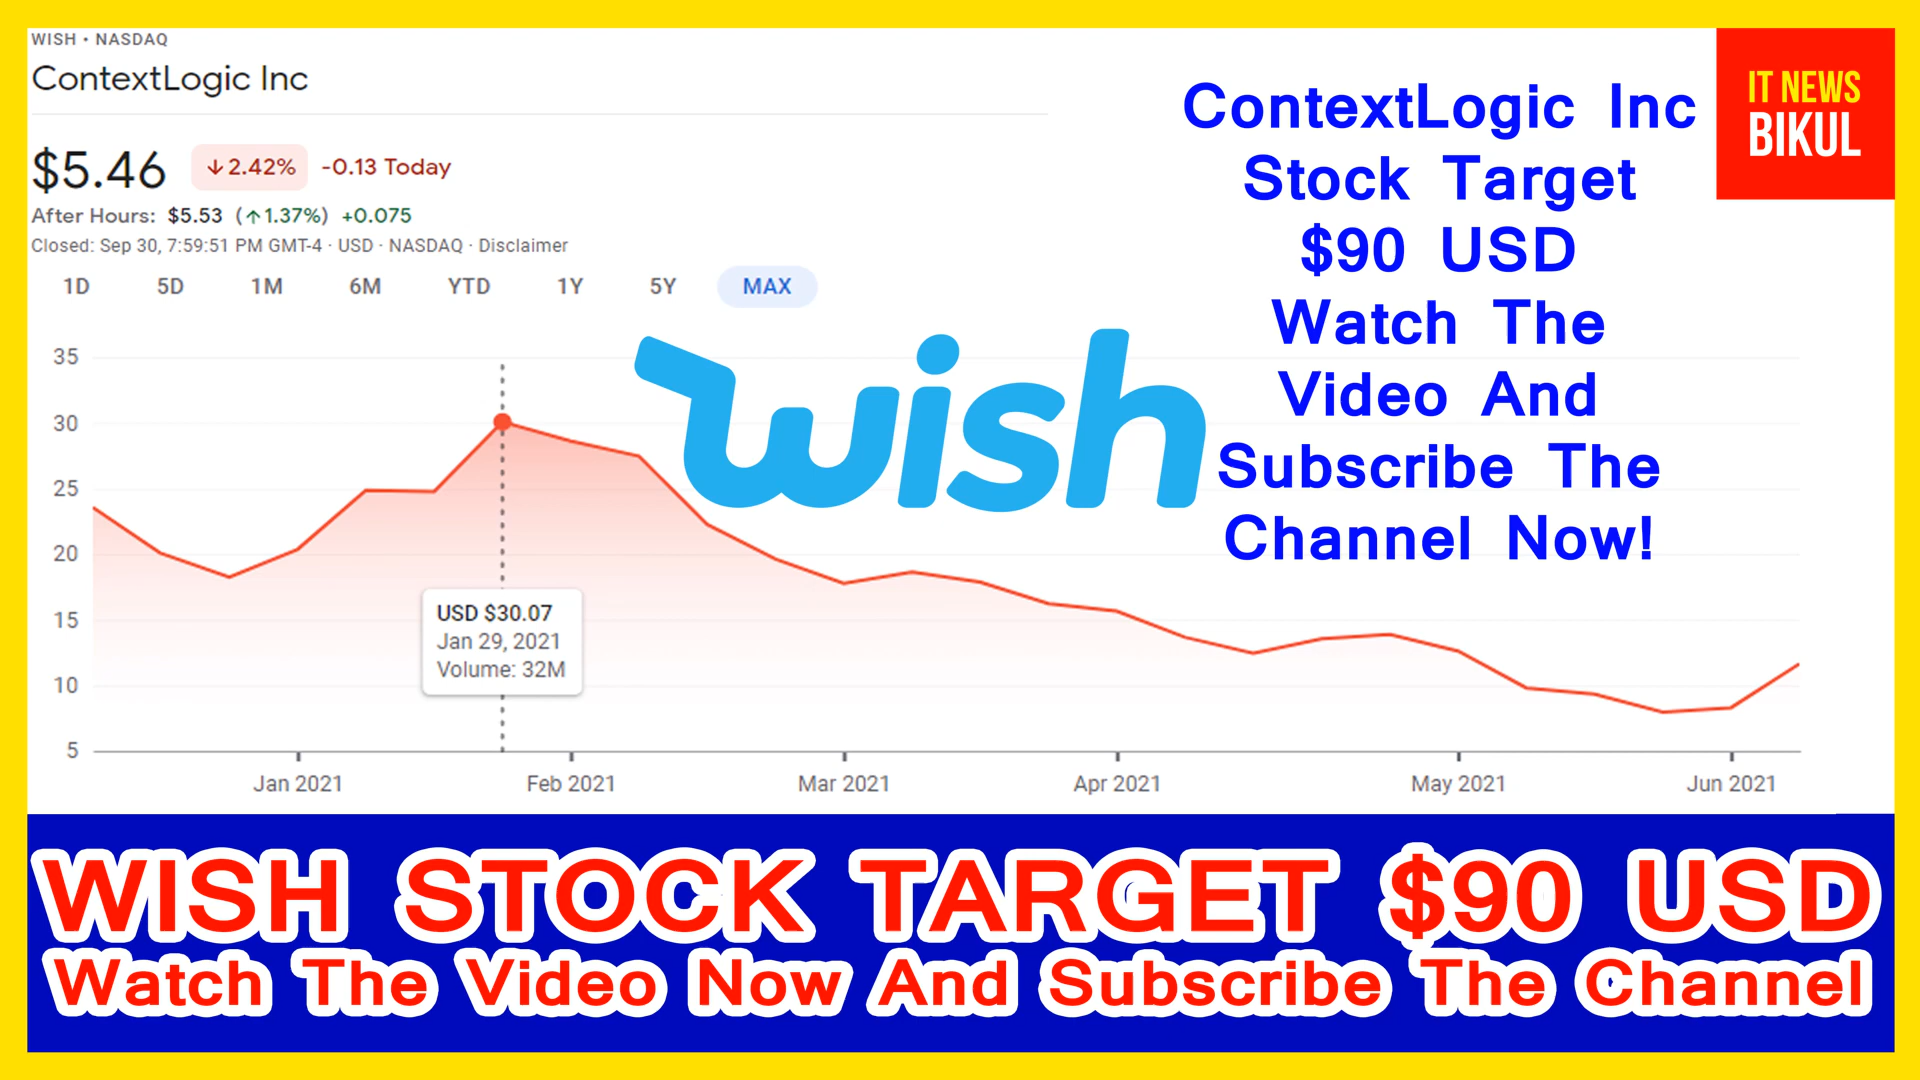 WISH • NASDAQ
ContextLogic Inc
$5.46 ↓2.42% -0.13 Today
After Hours: $5.53 (↑1.37%) +0.075
Closed: Sep 30, 7:59:51 PM GMT-4 · USD · NASDAQ · Disclaimer
1D 5D 1M 6M YTD 1Y 5Y MAX
35
30
25
20
15
10
5
USD $30.07
Jan 29, 2021
Volume: 32M
Jan 2021 Feb 2021 Mar 2021 Apr 2021 May 2021 Jun 2021
wish
ContextLogic Inc
Stock Target
$90 USD
Watch The
Video And
Subscribe The
Channel Now!
IT NEWS
BIKUL
WISH STOCK TARGET $90 USD
Watch The Video Now And Subscribe The Channel